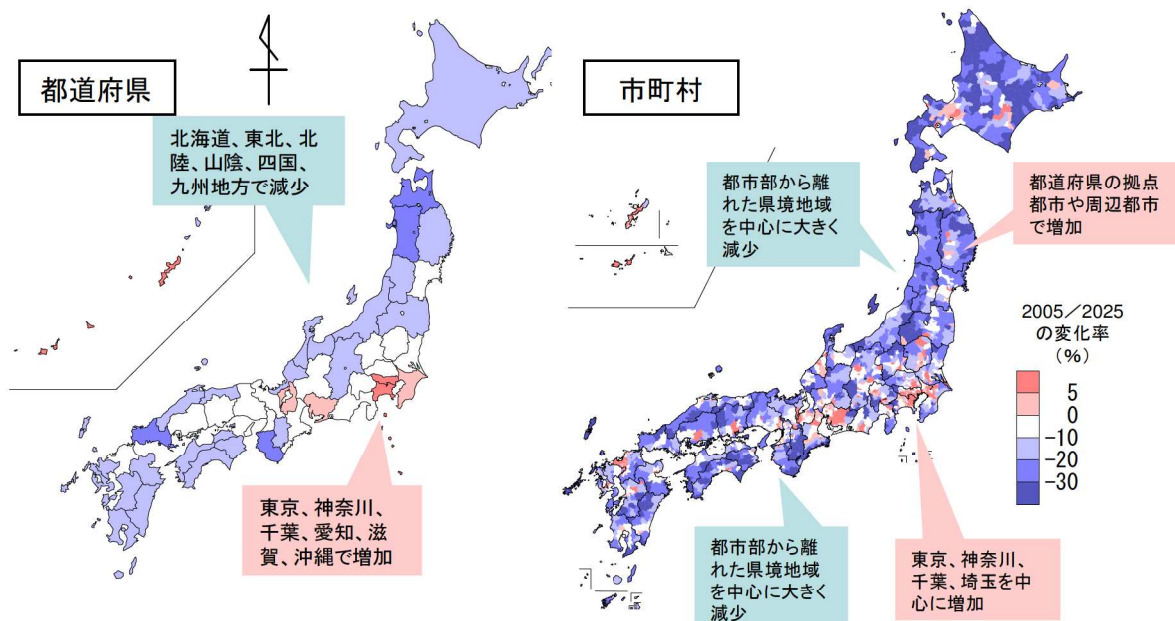 都道府県
北海道、東北、北
陸、山陰、四国、
九州地方で減少
東京、神奈川、
千葉、愛知、滋
賀、沖縄で増加
市町村
都市部から離
れた県境地域
を中心に大きく
減少
都道府県の拠点
都市や周辺都市
で増加
2005／2025
の変化率
（%）
5
0
-10
-20
-30
都市部から離
れた県境地域
を中心に大きく
減少
東京、神奈川、
千葉、埼玉を中
心に増加